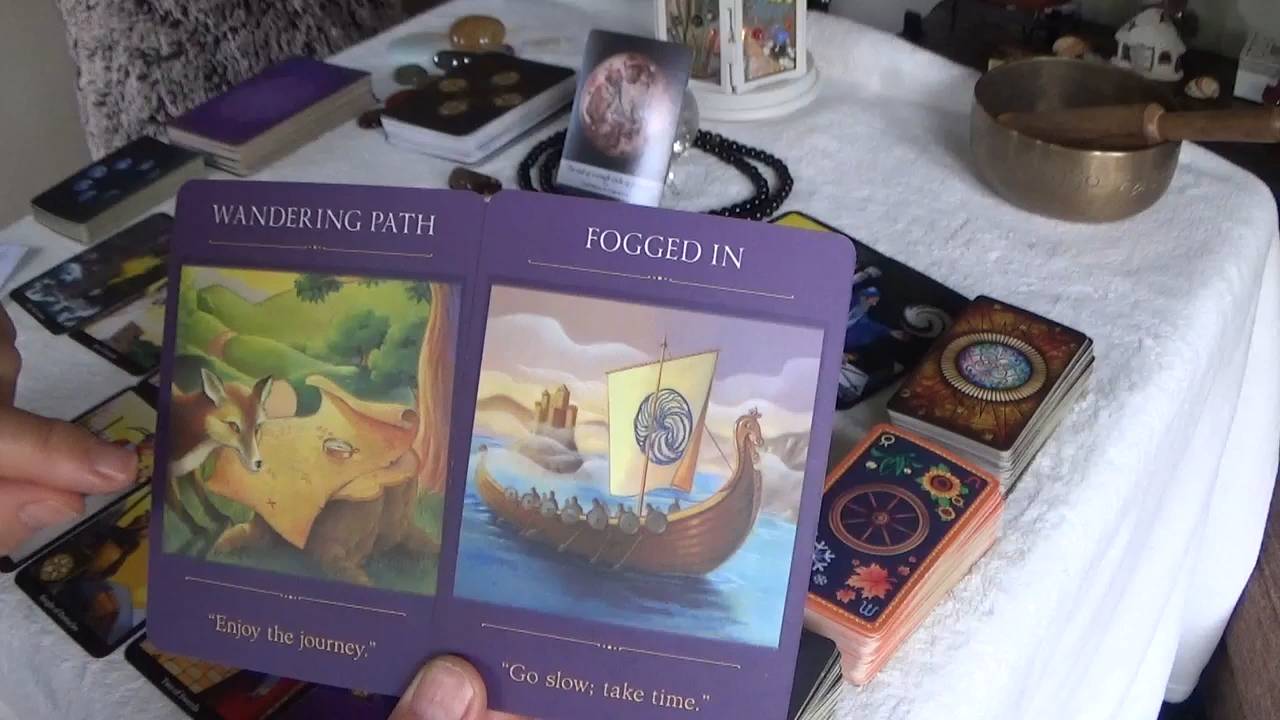 WANDERING PATH
"Enjoy the journey."
FOGGED IN
"Go slow; take time."